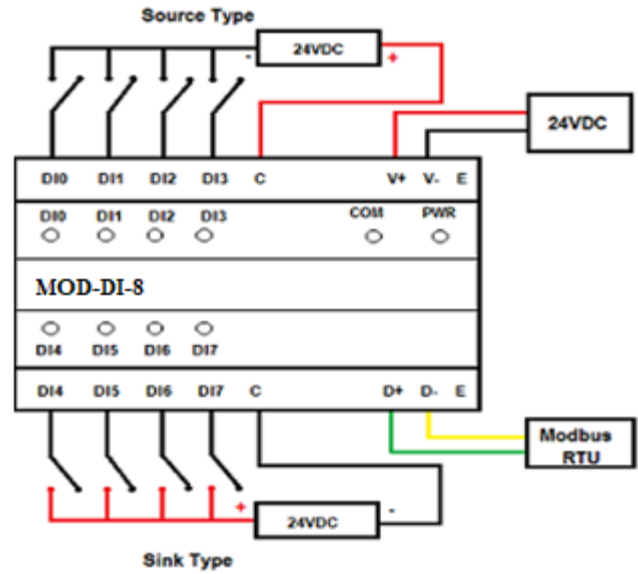 Source Type
- 24VDC +
24VDC
DI0 DI1 DI2 DI3 C V+ V- E
DI0 DI1 DI2 DI3 COM PWR
MOD-DI-8
DI4 DI5 DI6 DI7
DI4 DI5 DI6 DI7 C D+ D- E
Modbus
RTU
+ 24VDC -
Sink Type